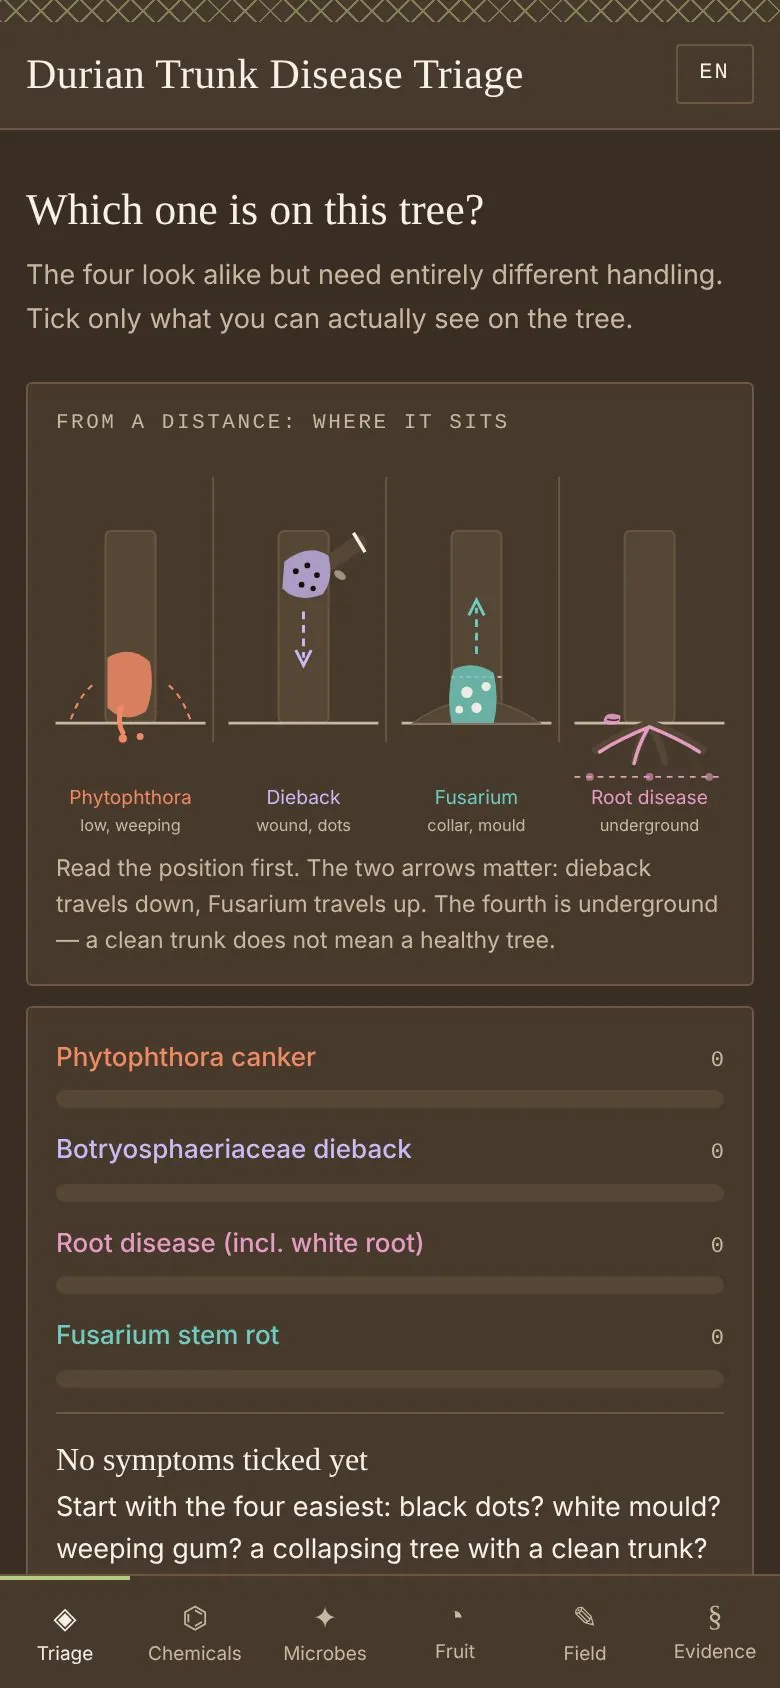 Durian Trunk Disease Triage
EN
Which one is on this tree?
The four look alike but need entirely different handling.
Tick only what you can actually see on the tree.
FROM A DISTANCE: WHERE IT SITS
Phytophthora
low, weeping
Dieback
wound, dots
Fusarium
collar, mould
Root disease
underground
Read the position first. The two arrows matter: dieback
travels down, Fusarium travels up. The fourth is underground
— a clean trunk does not mean a healthy tree.
Phytophthora canker 0
Botryosphaeriaceae dieback 0
Root disease (incl. white root) 0
Fusarium stem rot 0
No symptoms ticked yet
Start with the four easiest: black dots? white mould?
weeping gum? a collapsing tree with a clean trunk?
Triage
Chemicals
Microbes
Fruit
Field
§
Evidence